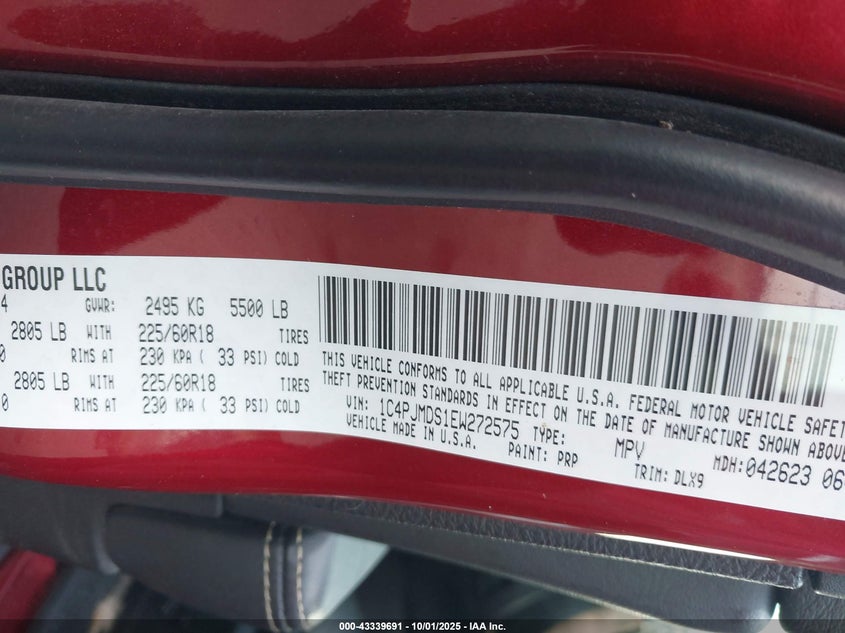 GROUP LLC
4 GVWR: 2495 KG 5500 LB
2805 LB WITH 225/60R18 TIRES
0 RIMS AT 230 KPA ( 33 PSI) COLD
2805 LB WITH 225/60R18 TIRES
0 RIMS AT 230 KPA ( 33 PSI) COLD
THIS VEHICLE CONFORMS TO ALL APPLICABLE U.S.A. FEDERAL MOTOR VEHICLE SAFET
THEFT PREVENTION STANDARDS IN EFFECT ON THE DATE OF MANUFACTURE SHOWN ABOVE
VIN: 1C4PJMDS1EW272575 TYPE: MPV MDH: 042623 06
VEHICLE MADE IN U.S.A. PAINT: PRP TRIM: DLX9
000-43339691 - 10/01/2025 - IAA Inc.